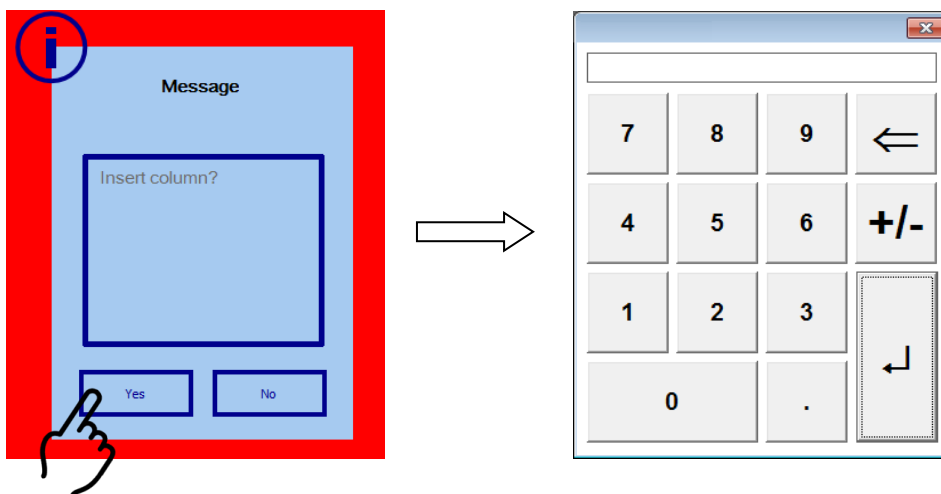 i
Message
Insert column?
Yes No
7 8 9 ⇐
4 5 6 +/-
1 2 3
0 . ↵